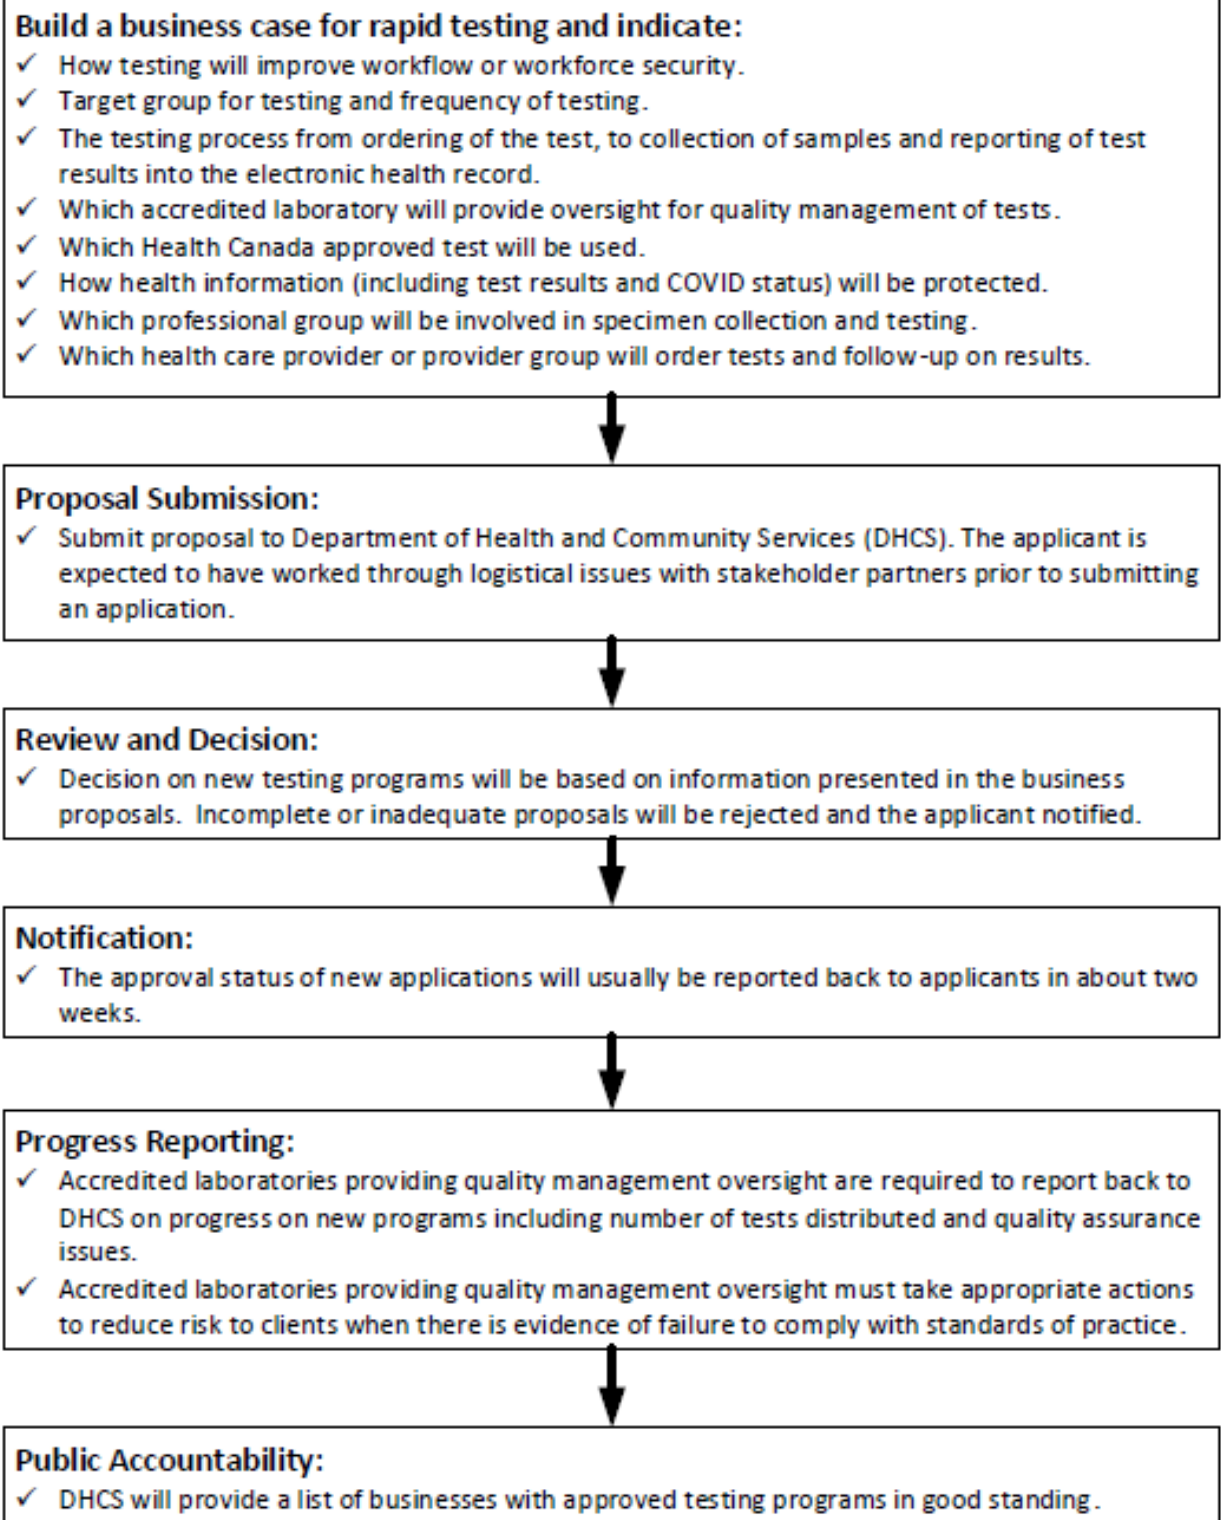 Build a business case for rapid testing and indicate:
✓ How testing will improve workflow or workforce security.
✓ Target group for testing and frequency of testing.
✓ The testing process from ordering of the test, to collection of samples and reporting of test
results into the electronic health record.
✓ Which accredited laboratory will provide oversight for quality management of tests.
✓ Which Health Canada approved test will be used.
✓ How health information (including test results and COVID status) will be protected.
✓ Which professional group will be involved in specimen collection and testing.
✓ Which health care provider or provider group will order tests and follow-up on results.
Proposal Submission:
✓ Submit proposal to Department of Health and Community Services (DHCS). The applicant is
expected to have worked through logistical issues with stakeholder partners prior to submitting
an application.
Review and Decision:
✓ Decision on new testing programs will be based on information presented in the business
proposals.  Incomplete or inadequate proposals will be rejected and the applicant notified.
Notification:
✓ The approval status of new applications will usually be reported back to applicants in about two
weeks.
Progress Reporting:
✓ Accredited laboratories providing quality management oversight are required to report back to
DHCS on progress on new programs including number of tests distributed and quality assurance
issues.
✓ Accredited laboratories providing quality management oversight must take appropriate actions
to reduce risk to clients when there is evidence of failure to comply with standards of practice.
Public Accountability:
✓ DHCS will provide a list of businesses with approved testing programs in good standing.